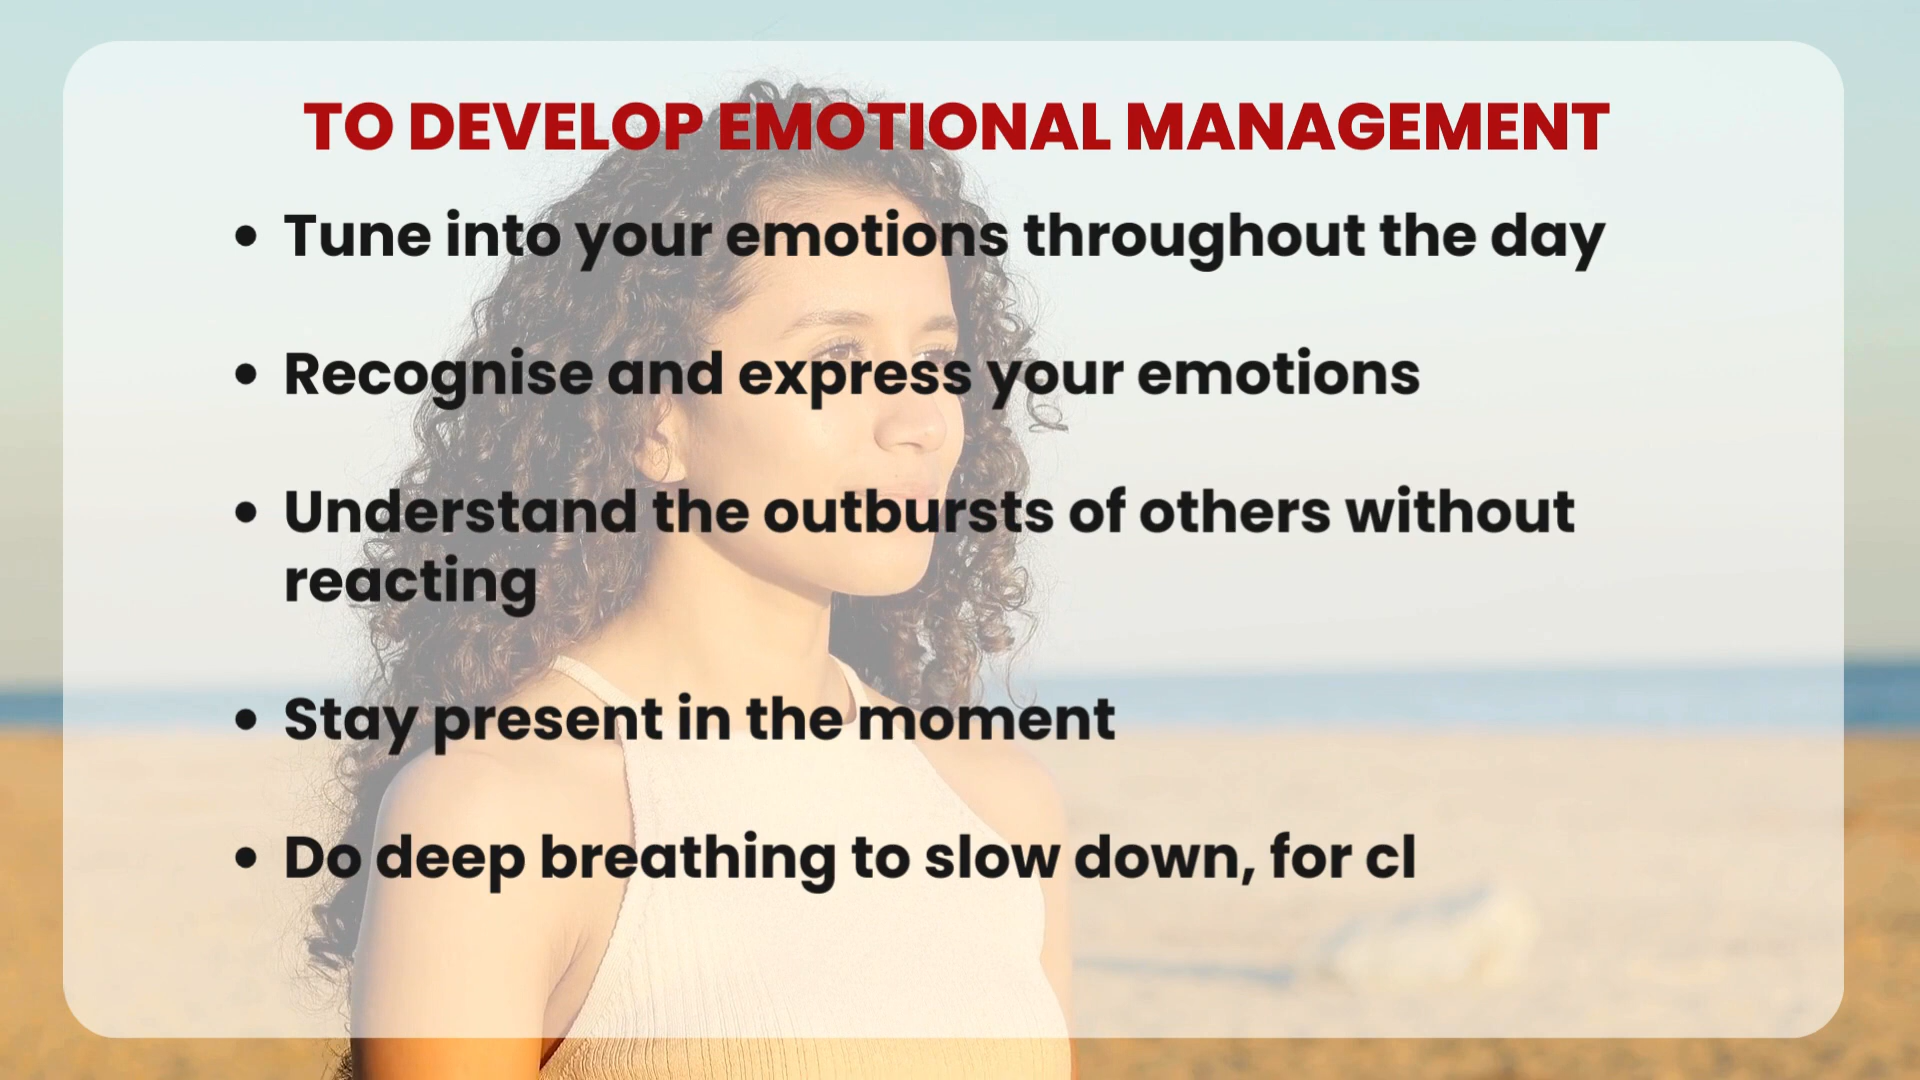 TO DEVELOP EMOTIONAL MANAGEMENT
• Tune into your emotions throughout the day
• Recognise and express your emotions
• Understand the outbursts of others without
reacting
• Stay present in the moment
• Do deep breathing to slow down, for cl